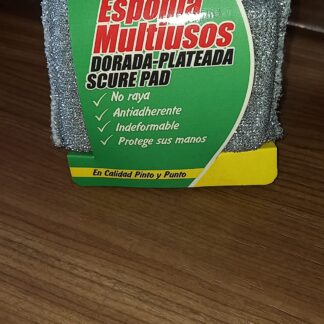 Esponja
Multiusos
DORADA-PLATEADA
SCURE PAD
✓ No raya
✓ Antiadherente
✓ Indeformable
✓ Protege sus manos
En Calidad Pinto y Punto